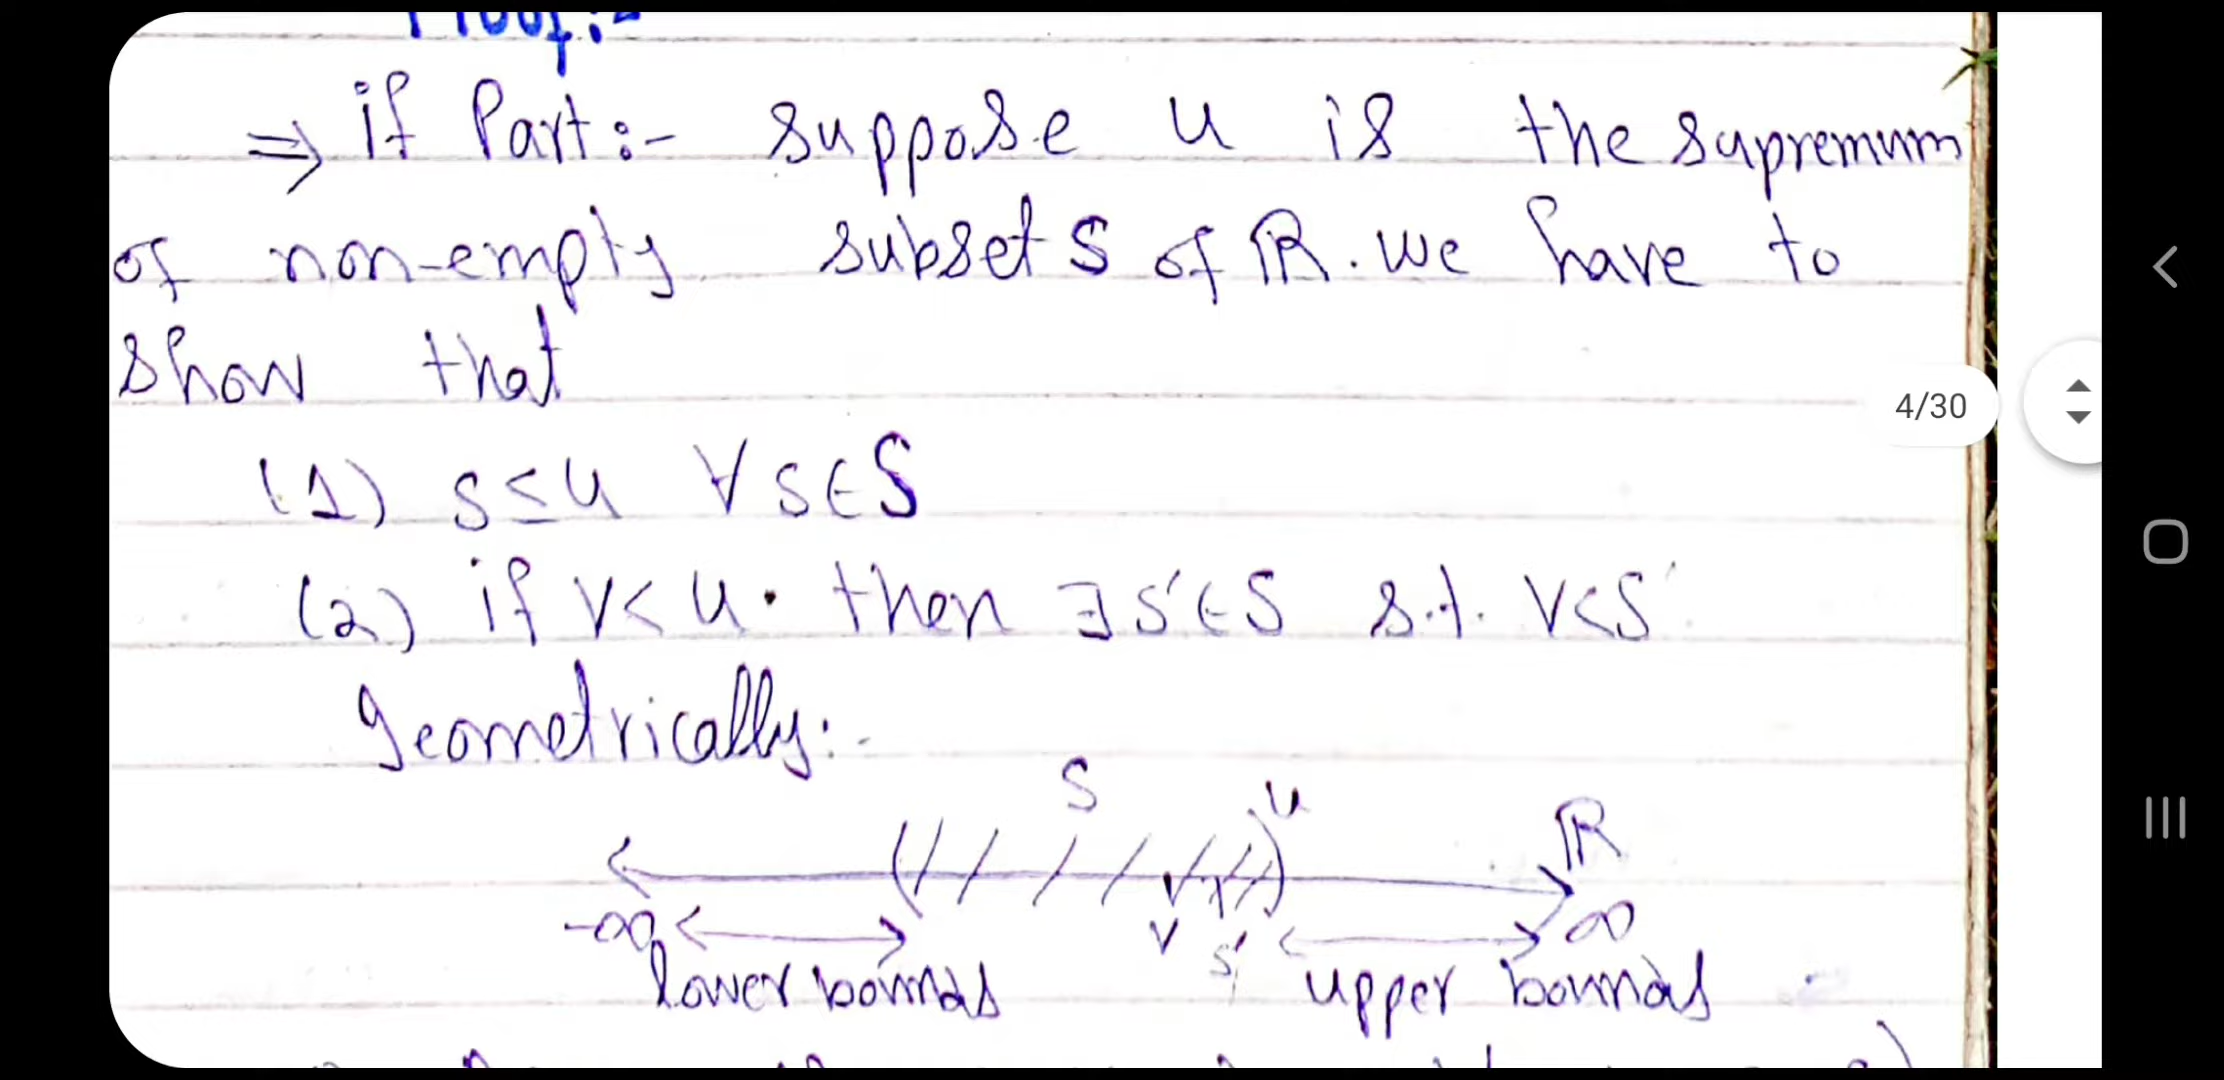 Proof:-
⇒ if Part:- suppose u is the supremum
of non-empty subset S of ℝ. we have to
show that
4/30
(1) s≤u ∀ s∈S
(2) if v<u. then ∃ s'∈S s.t. v<s'.
Geometrically:-
S u ℝ
-∞ v s' ∞
lower bounds upper bounds